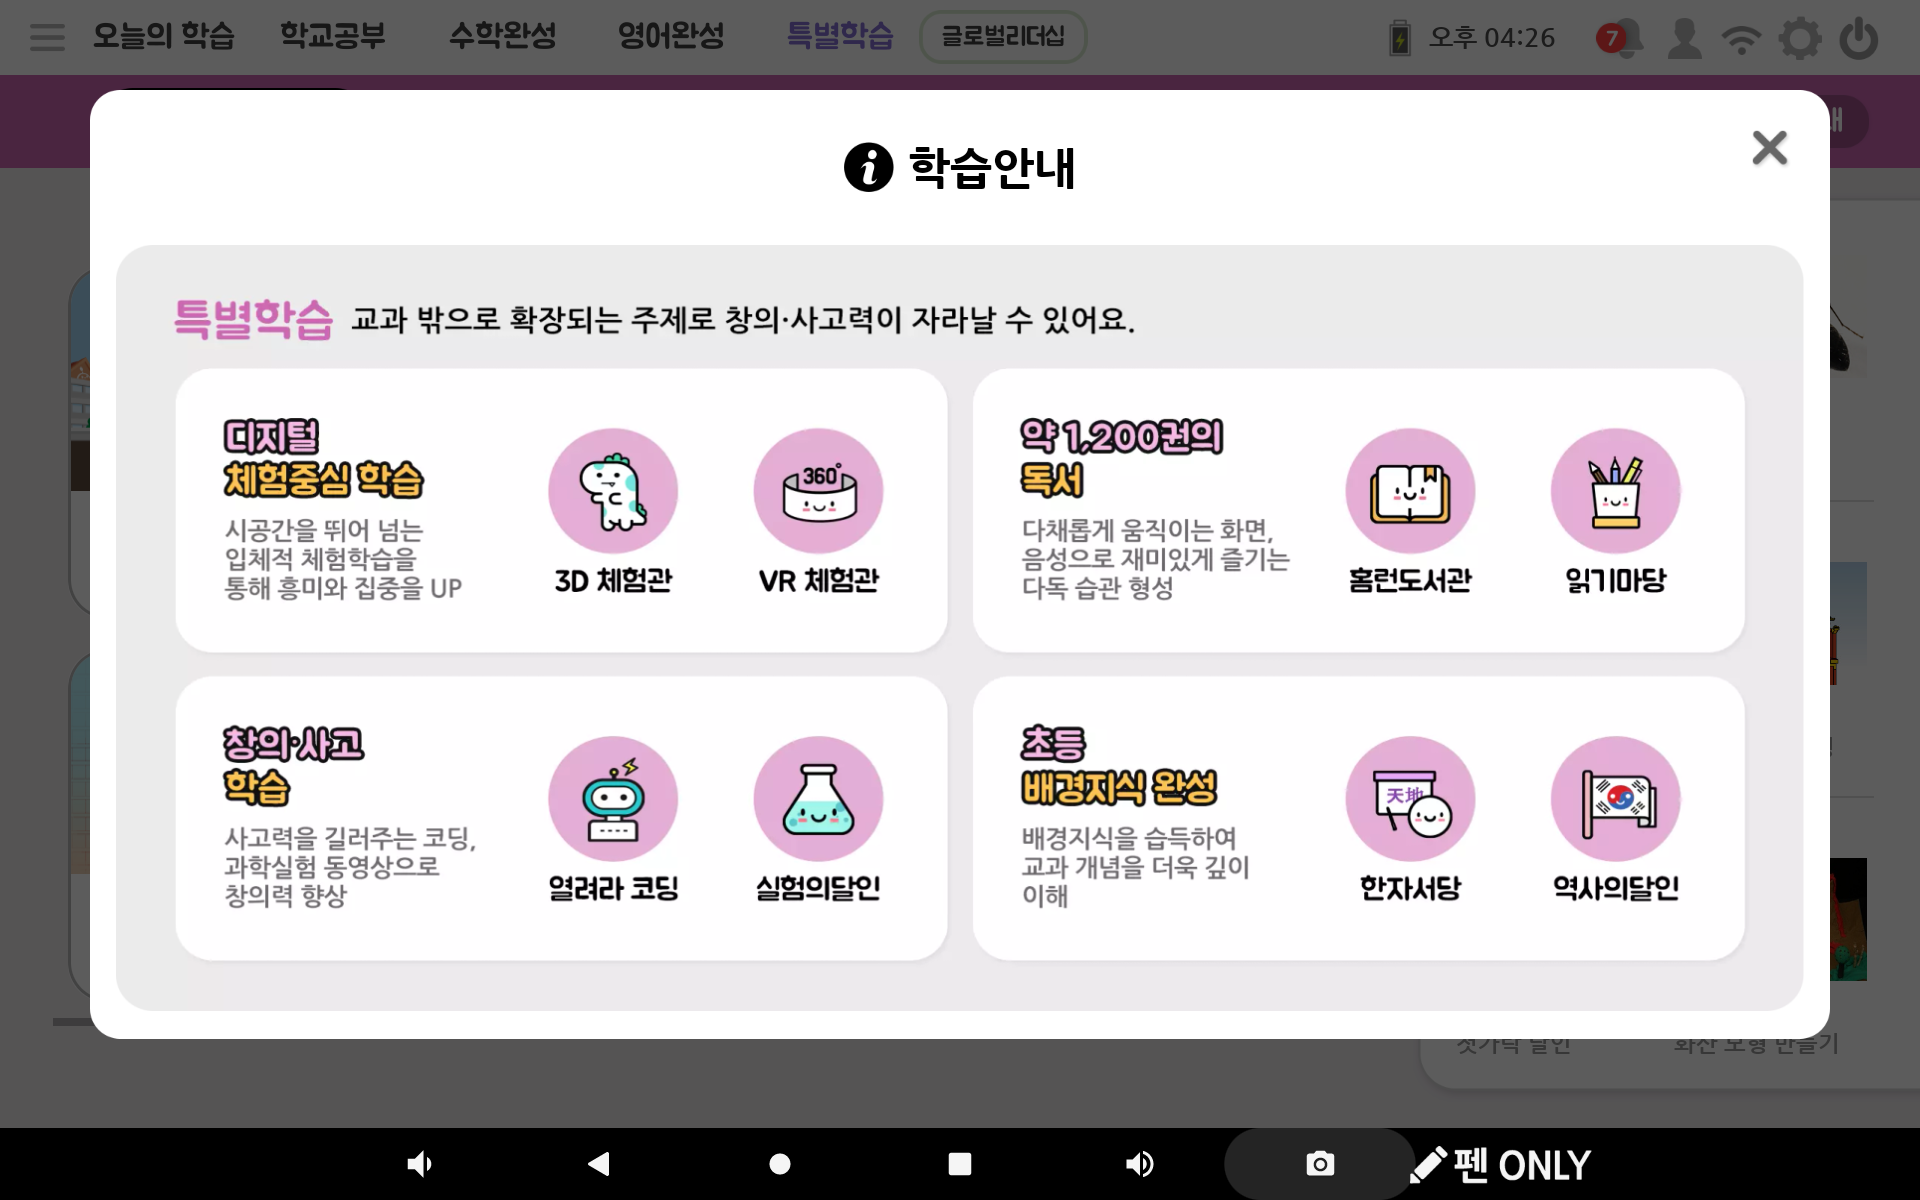 오늘의 학습 학교공부 수학완성 영어완성 특별학습 글로벌리더십 오후 04:26 7
학습안내
특별학습 교과 밖으로 확장되는 주제로 창의·사고력이 자라날 수 있어요.
디지털
체험중심 학습
시공간을 뛰어 넘는
입체적 체험학습을
통해 흥미와 집중을 UP
3D 체험관
360°
VR 체험관
약 1,200권의
독서
다채롭게 움직이는 화면,
음성으로 재미있게 즐기는
다독 습관 형성
홈런도서관
읽기마당
창의·사고
학습
사고력을 길러주는 코딩,
과학실험 동영상으로
창의력 향상
열려라 코딩
실험의달인
초등
배경지식 완성
배경지식을 습득하여
교과 개념을 더욱 깊이
이해
天地
한자서당
역사의달인
젓가락 달인 화산 모형 만들기
펜 ONLY